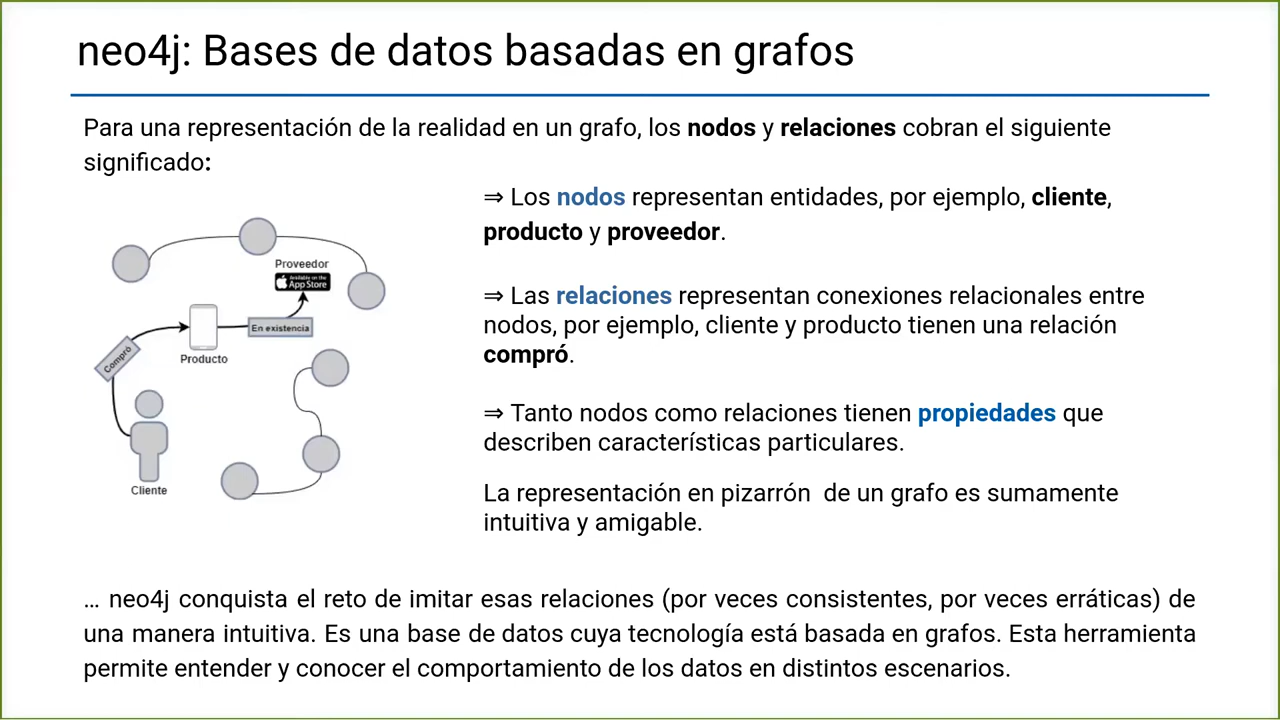 neo4j: Bases de datos basadas en grafos
Para una representación de la realidad en un grafo, los nodos y relaciones cobran el siguiente
significado:
⇒ Los nodos representan entidades, por ejemplo, cliente,
producto y proveedor.
⇒ Las relaciones representan conexiones relacionales entre
nodos, por ejemplo, cliente y producto tienen una relación
compró.
⇒ Tanto nodos como relaciones tienen propiedades que
describen características particulares.
La representación en pizarrón  de un grafo es sumamente
intuitiva y amigable.
Proveedor
Available on the
App Store
En existencia
Producto
Compró
Cliente
… neo4j conquista el reto de imitar esas relaciones (por veces consistentes, por veces erráticas) de
una manera intuitiva. Es una base de datos cuya tecnología está basada en grafos. Esta herramienta
permite entender y conocer el comportamiento de los datos en distintos escenarios.